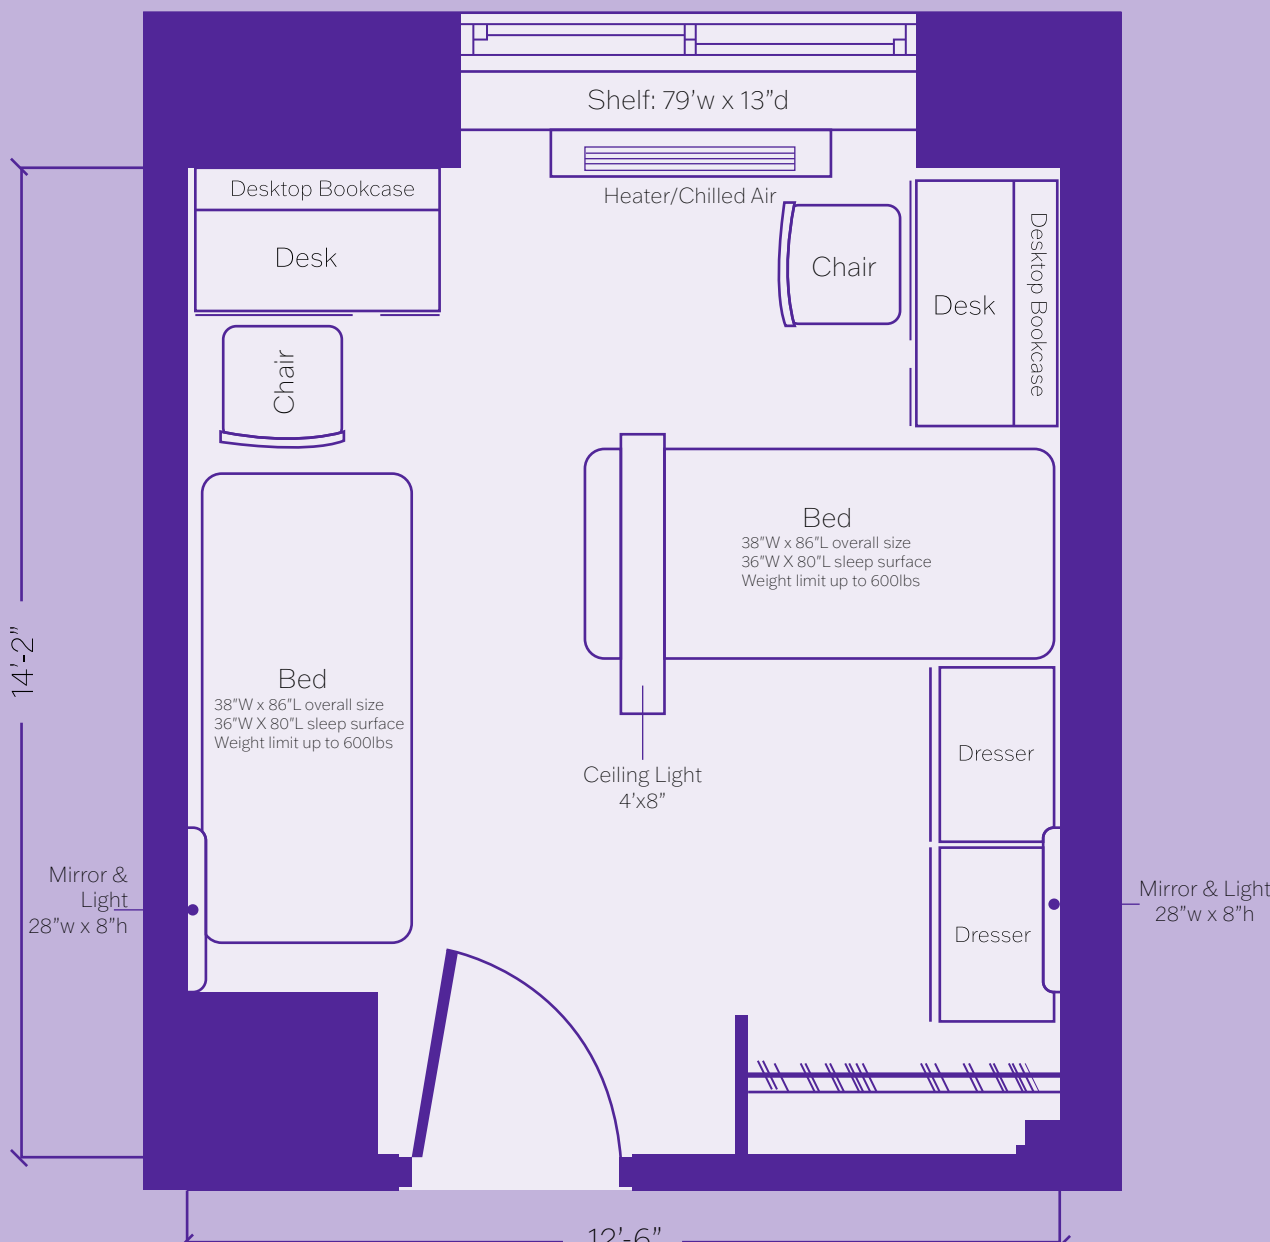 Shelf: 79’w x 13”d
Heater/Chilled Air
Desktop Bookcase
Desk
Chair
Chair
Desk
Desktop Bookcase
Bed
38"W x 86"L overall size
36"W X 80"L sleep surface
Weight limit up to 600lbs
Bed
38"W x 86"L overall size
36"W X 80"L sleep surface
Weight limit up to 600lbs
14’-2”
Ceiling Light
4’x8”
Dresser
Dresser
Mirror &
Light
28”w x 8”h
Mirror & Light
28”w x 8”h
12’-6”